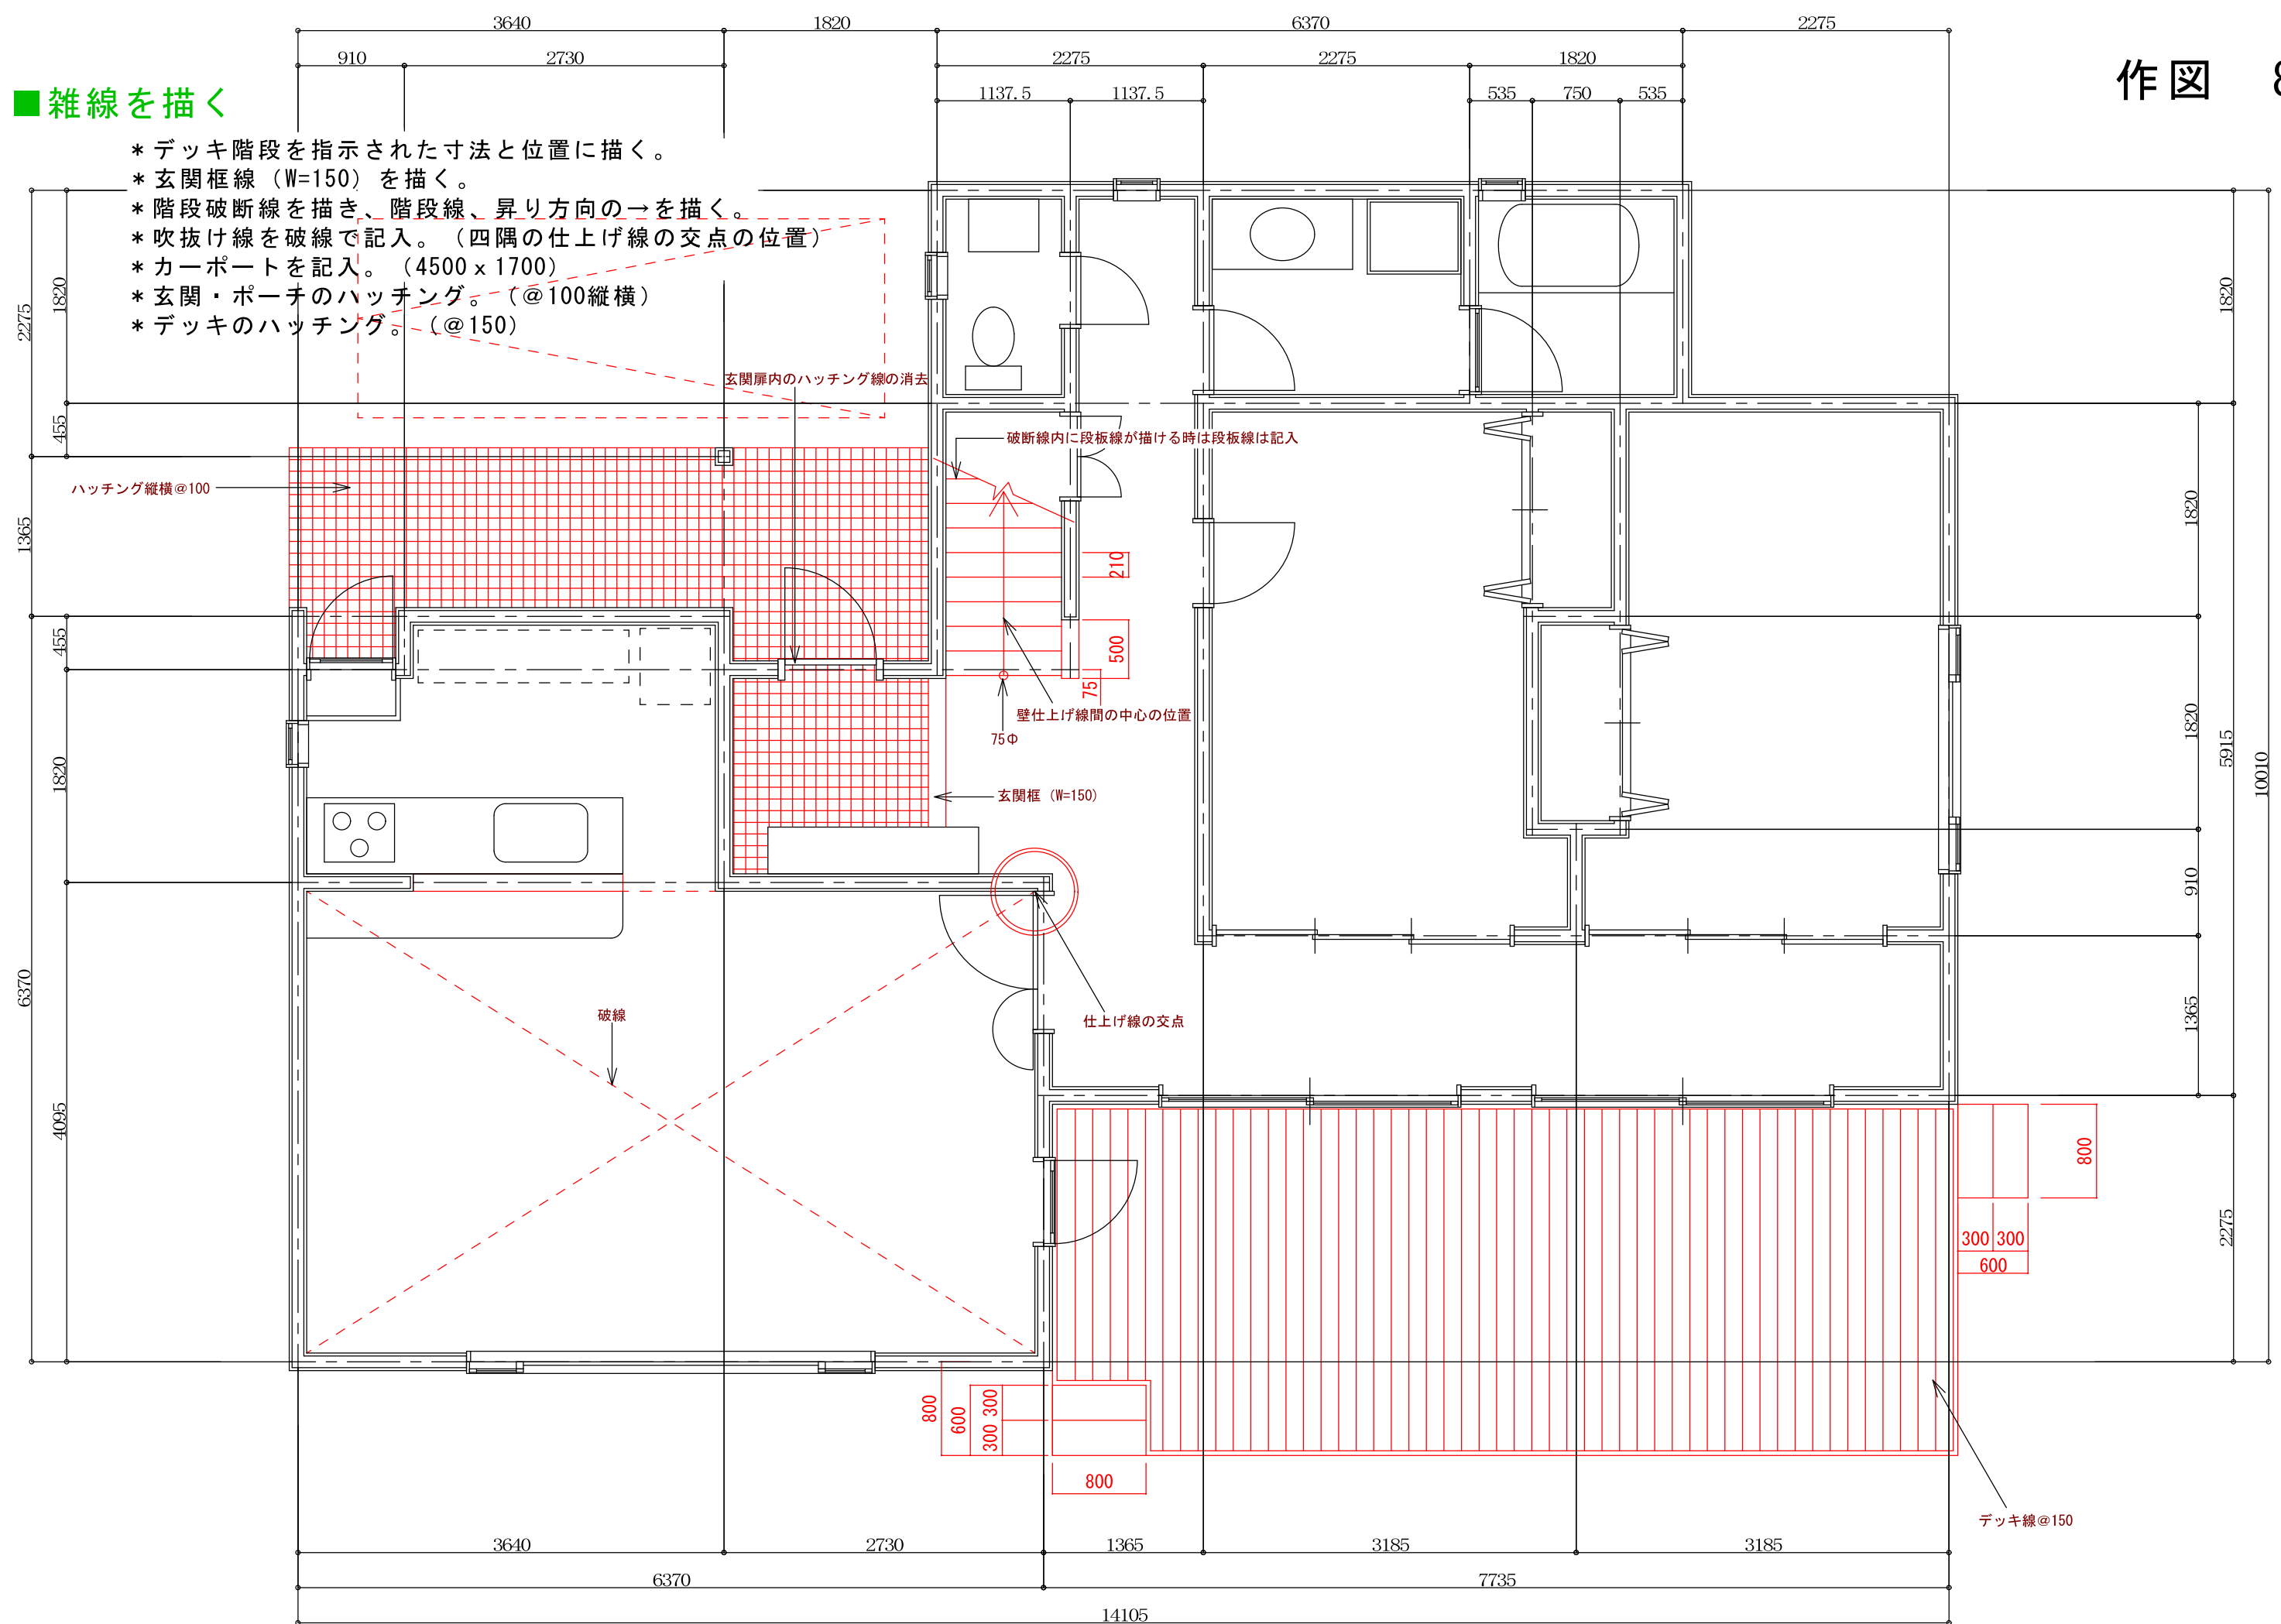 3640 1820 6370 2275
910 2730 2275 2275 1820
1137.5 1137.5 535 750 535
作図
■雑線を描く
＊デッキ階段を指示された寸法と位置に描く。
＊玄関框線（W=150）を描く。
＊階段破断線を描き、階段線、昇り方向の→を描く。
＊吹抜け線を破線で記入。（四隅の仕上げ線の交点の位置）
＊カーポートを記入。（4500ｘ1700）
＊玄関・ポーチのハッチング。（＠100縦横）
＊デッキのハッチング。（＠150）
2275
1820
455
1365
455
1820
6370
4095
玄関扉内のハッチング線の消去
破断線内に段板線が描ける時は段板線は記入
ハッチング縦横＠100
210
500
75
壁仕上げ線間の中心の位置
75Φ
玄関框（W=150）
破線
仕上げ線の交点
1820
1820
1820
5915
10010
910
1365
2275
800
300 300
600
800
600
300 300
800
デッキ線＠150
3640 2730 1365 3185 3185
6370 7735
14105